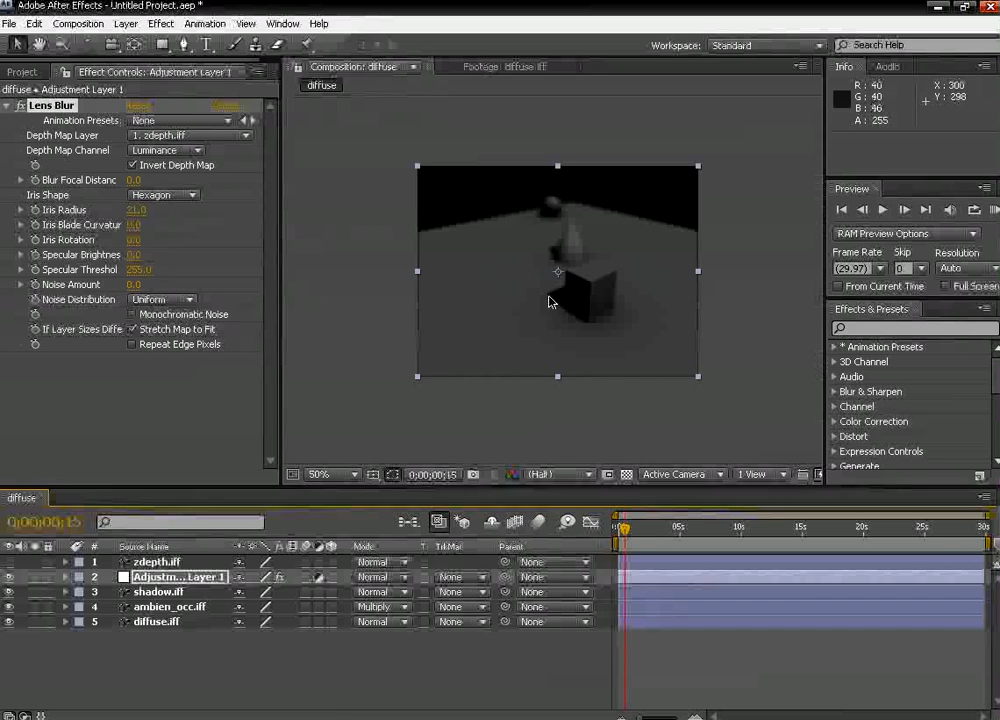 Adobe After Effects - Untitled Project.aep *
File Edit Composition Layer Effect Animation View Window Help
Workspace: Standard Search Help
Project Effect Controls: Adjustment Layer 1
Composition: diffuse Footage: diffuse.iff
Info Audio
diffuse • Adjustment Layer 1
diffuse
R: 40 X: 300
G: 40 Y: 298
B: 46
A: 255
fx Lens Blur Reset
Animation Presets: None
Depth Map Layer 1. zdepth.iff
Depth Map Channel Luminance
Invert Depth Map
Blur Focal Distanc 0.0
Iris Shape Hexagon
Iris Radius 21.0
Iris Blade Curvatur 0.0
Iris Rotation 0.0
Specular Brightnes 0.0
Specular Threshol 255.0
Noise Amount 0.0
Noise Distribution Uniform
Monochromatic Noise
If Layer Sizes Diffe Stretch Map to Fit
Repeat Edge Pixels
Preview
RAM Preview Options
Frame Rate Skip Resolution
(29.97) 0 Auto
From Current Time Full Screen
Effects & Presets
* Animation Presets
3D Channel
Audio
Blur & Sharpen
Channel
Color Correction
Distort
Expression Controls
Generate
50% 0;00;00;15 (Half) Active Camera 1 View
diffuse
0;00;00;15
05s 10s 15s 20s 25s 30s
# Source Name Mode T TrkMat Parent
1 zdepth.iff Normal None
2 Adjustm...Layer 1 Normal None None
3 shadow.iff Normal None None
4 ambien_occ.iff Multiply None None
5 diffuse.iff Normal None None